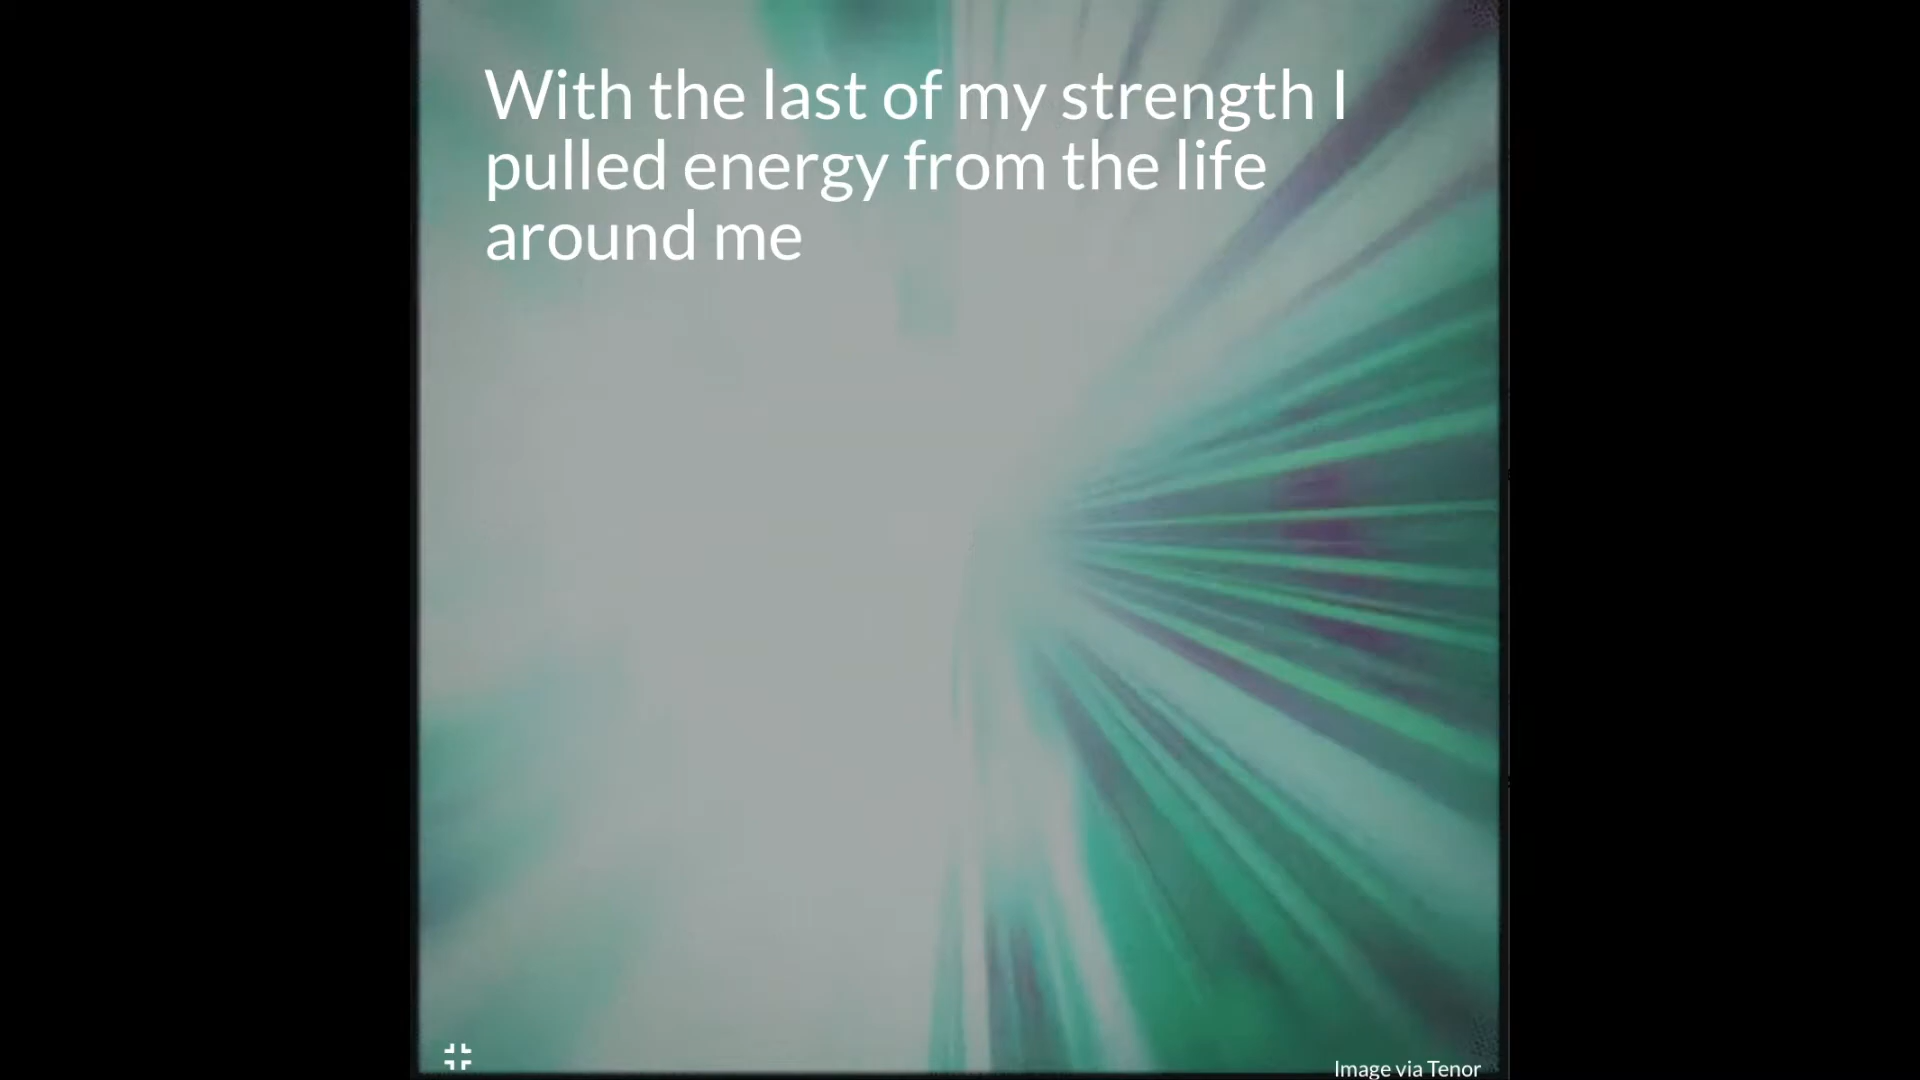 With the last of my strength I
pulled energy from the life
around me
Image via Tenor